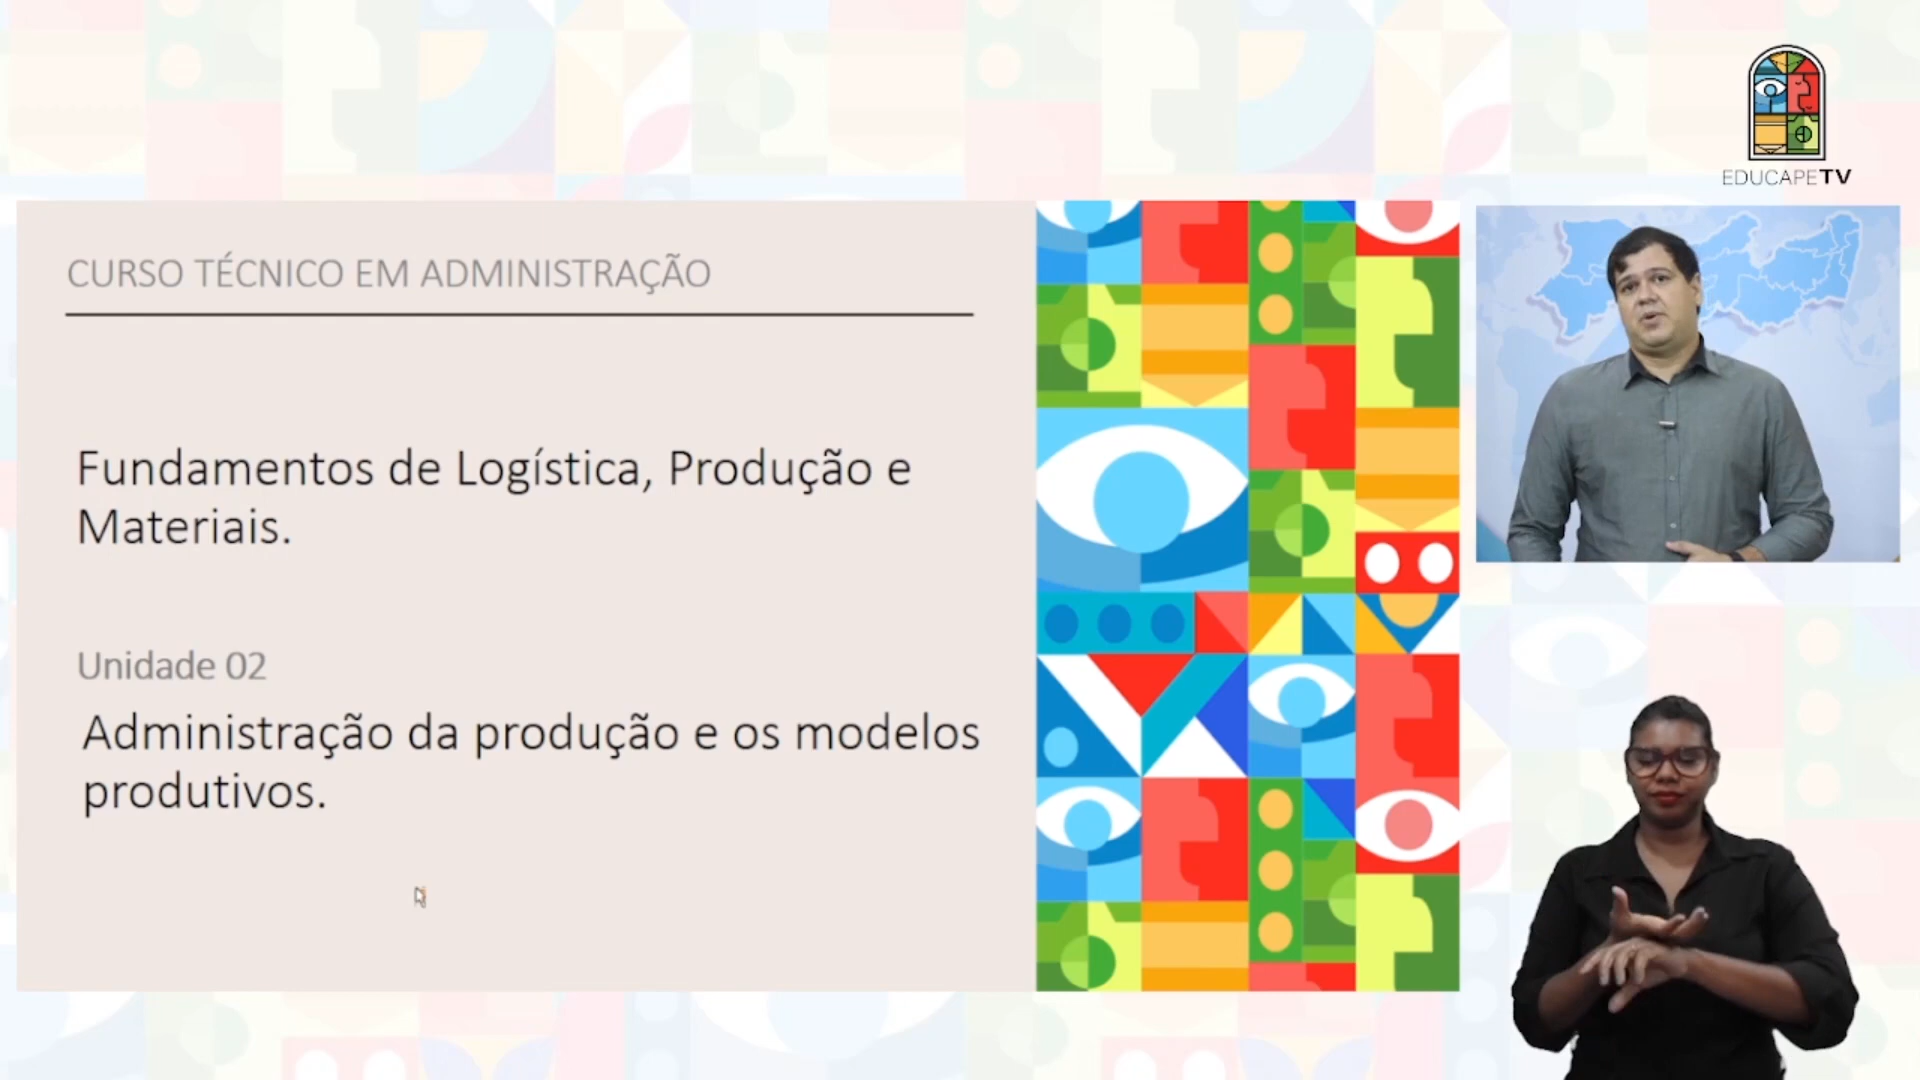 EDUCAPETV
CURSO TÉCNICO EM ADMINISTRAÇÃO
Fundamentos de Logística, Produção e
Materiais.
Unidade 02
Administração da produção e os modelos
produtivos.